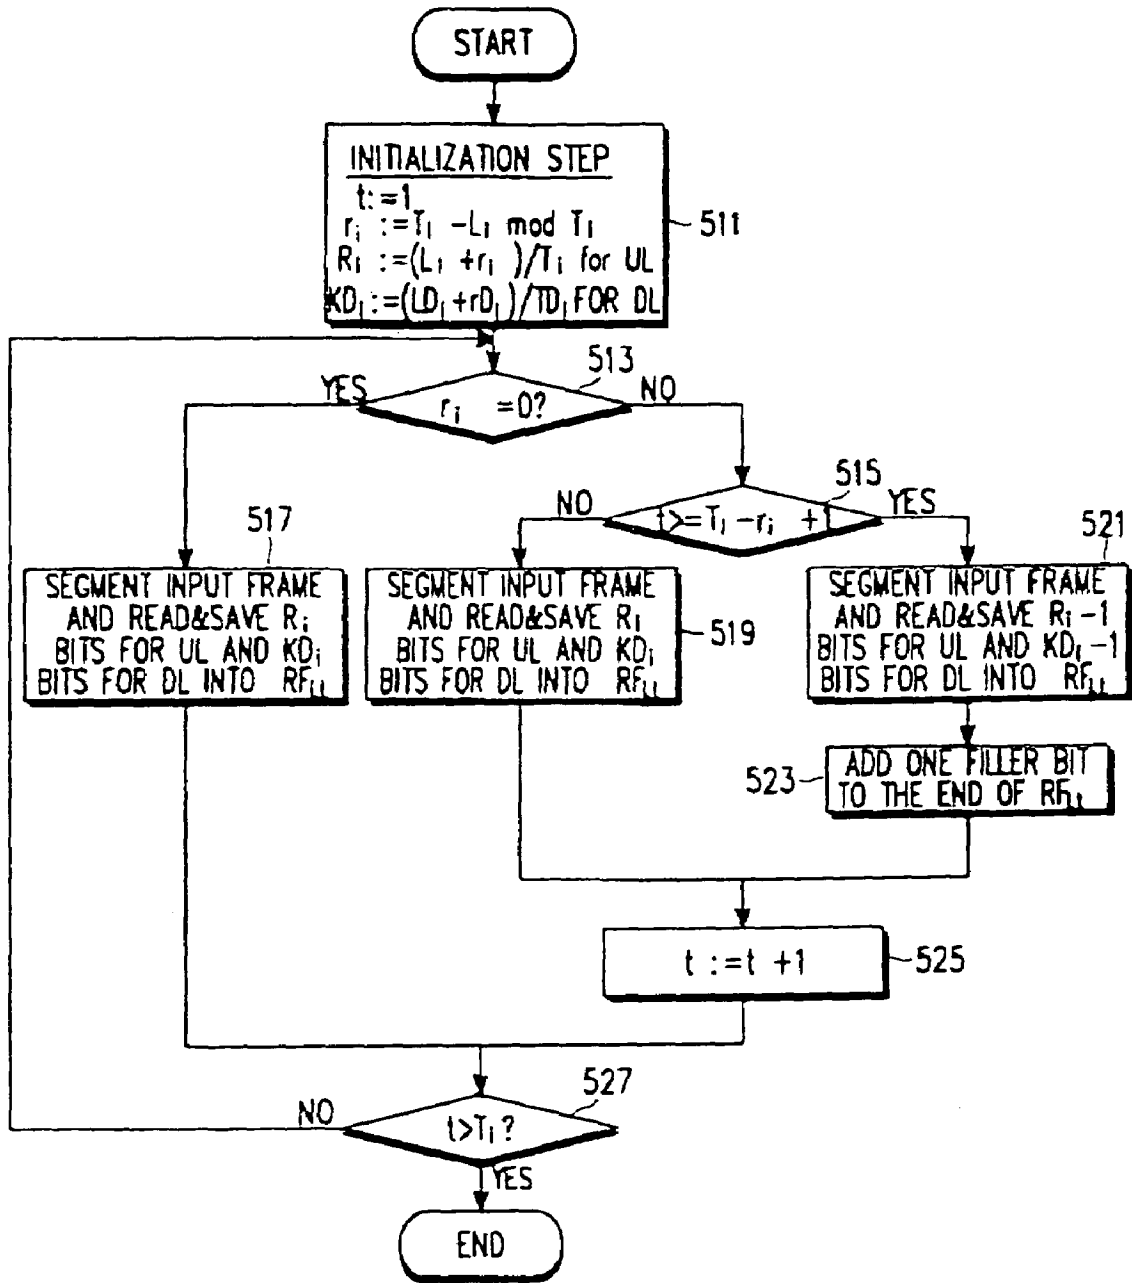 START
INITIALIZATION STEP
t:=1
rᵢ :=Tᵢ -Lᵢ mod Tᵢ
Rᵢ :=(Lᵢ +rᵢ )/Tᵢ for UL
KDᵢ:=(LDᵢ+rDᵢ)/TDᵢ FOR DL
511
513
YES
rᵢ =0?
NO
515
NO
t>=Tᵢ-rᵢ +1
YES
517
SEGMENT INPUT FRAME
AND READ&SAVE Rᵢ
BITS FOR UL AND KDᵢ
BITS FOR DL INTO RFᵢₜ
SEGMENT INPUT FRAME
AND READ&SAVE Rᵢ
BITS FOR UL AND KDᵢ
BITS FOR DL INTO RFᵢₜ
519
521
SEGMENT INPUT FRAME
AND READ&SAVE Rᵢ-1
BITS FOR UL AND KDᵢ-1
BITS FOR DL INTO RFᵢₜ
523
ADD ONE FILLER BIT
TO THE END OF RFᵢₜ
t :=t +1
525
527
NO
t>Tᵢ?
YES
END